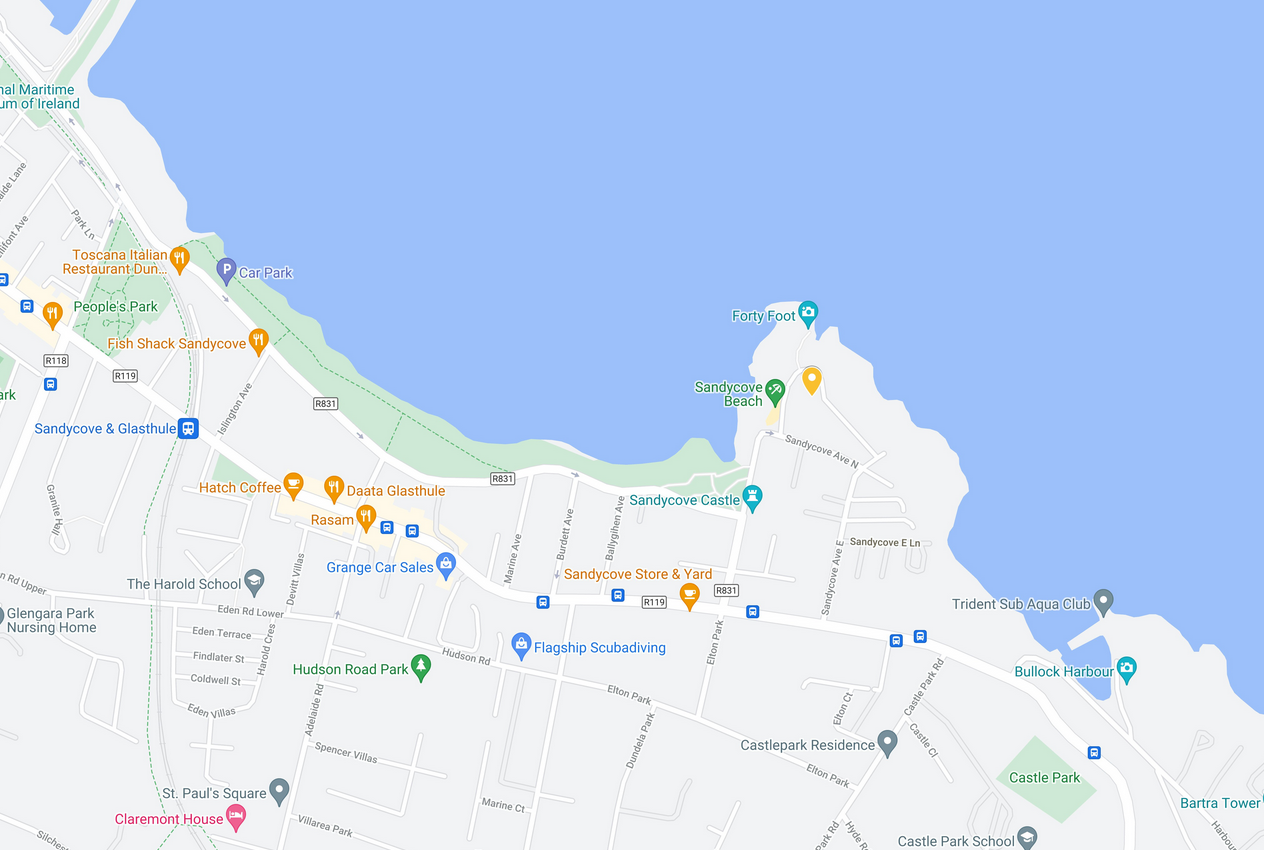 nal Maritime
um of Ireland
Park Ln
Toscana Italian
Restaurant Dun...
P
Car Park
People's Park
Forty Foot
Fish Shack Sandycove
R118
R119
Islington Ave
R831
Sandycove
Beach
ark
Sandycove & Glasthule
Sandycove Ave N
R831
Hatch Coffee
Daata Glasthule
Sandycove Castle
Granite Hall
Rasam
Marine Ave
Burdett Ave
Ballygihen Ave
Sandycove E Ln
Sandycove Ave E
Grange Car Sales
Sandycove Store & Yard
R119
R831
n Rd Upper
The Harold School
Devitt Villas
Eden Rd Lower
Trident Sub Aqua Club
Glengara Park
Nursing Home
Eden Terrace
Findlater St
Coldwell St
Harold Cres
Eden Villas
Hudson Rd
Flagship Scubadiving
Elton Park
Hudson Road Park
Bullock Harbour
Elton Park
Castle Park Rd
Adelaide Rd
Elton Ct
Dundela Park
Spencer Villas
Castlepark Residence
Castle Cl
Elton Park
Castle Park
St. Paul's Square
Marine Ct
Claremont House
Villarea Park
Bartra Tower
Silches
Park Rd
Hyde
Castle Park School
Harbour